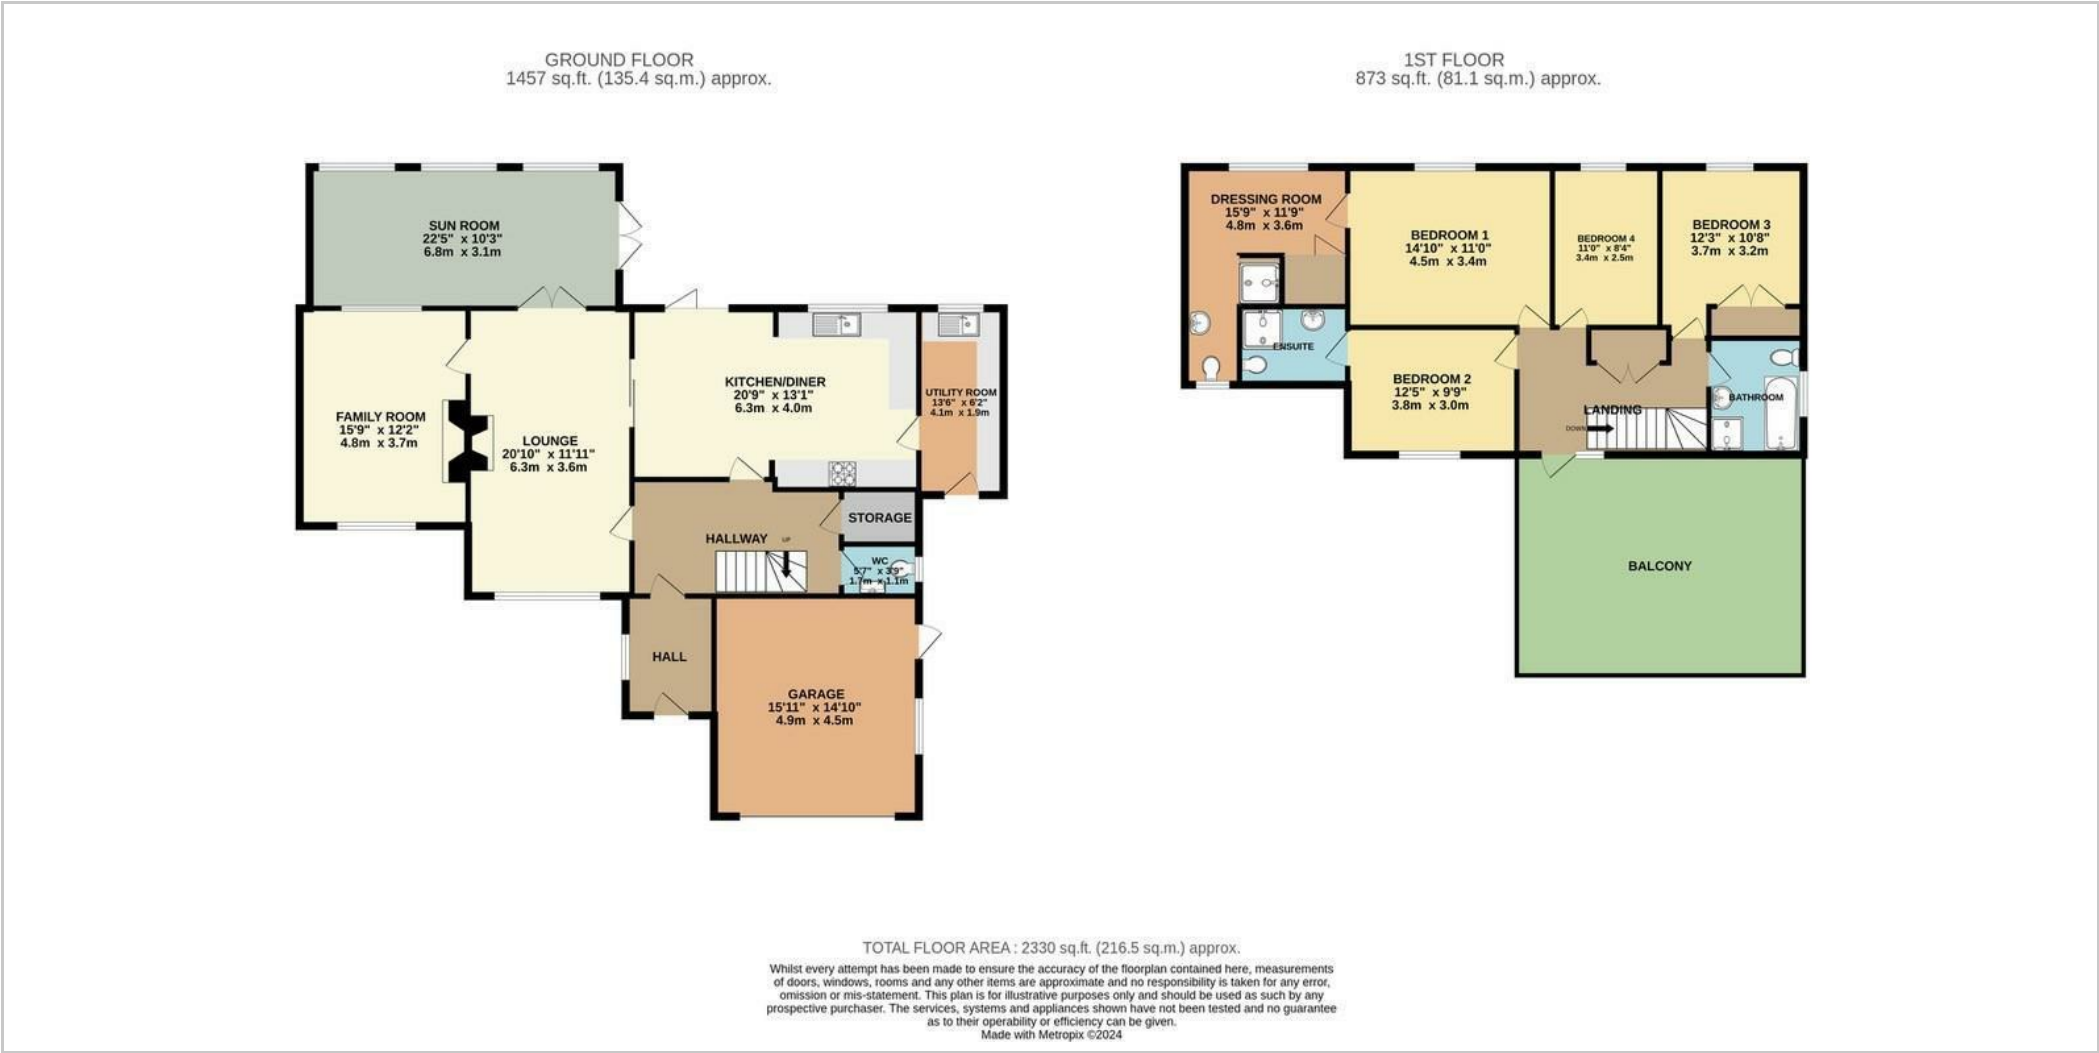 GROUND FLOOR
1457 sq.ft. (135.4 sq.m.) approx.
1ST FLOOR
873 sq.ft. (81.1 sq.m.) approx.
SUN ROOM
22'5" x 10'3"
6.8m x 3.1m
FAMILY ROOM
15'9" x 12'2"
4.8m x 3.7m
LOUNGE
20'10" x 11'11"
6.3m x 3.6m
KITCHEN/DINER
20'9" x 13'1"
6.3m x 4.0m
UTILITY ROOM
13'6" x 6'2"
4.1m x 1.9m
STORAGE
HALLWAY
UP
WC
5'7" x 3'9"
1.7m x 1.1m
HALL
GARAGE
15'11" x 14'10"
4.9m x 4.5m
DRESSING ROOM
15'9" x 11'9"
4.8m x 3.6m
BEDROOM 1
14'10" x 11'0"
4.5m x 3.4m
BEDROOM 4
11'0" x 8'4"
3.4m x 2.5m
BEDROOM 3
12'3" x 10'8"
3.7m x 3.2m
ENSUITE
BEDROOM 2
12'5" x 9'9"
3.8m x 3.0m
LANDING
DOWN
BATHROOM
BALCONY
TOTAL FLOOR AREA : 2330 sq.ft. (216.5 sq.m.) approx.
Whilst every attempt has been made to ensure the accuracy of the floorplan contained here, measurements
of doors, windows, rooms and any other items are approximate and no responsibility is taken for any error,
omission or mis-statement. This plan is for illustrative purposes only and should be used as such by any
prospective purchaser. The services, systems and appliances shown have not been tested and no guarantee
as to their operability or efficiency can be given.
Made with Metropix ©2024